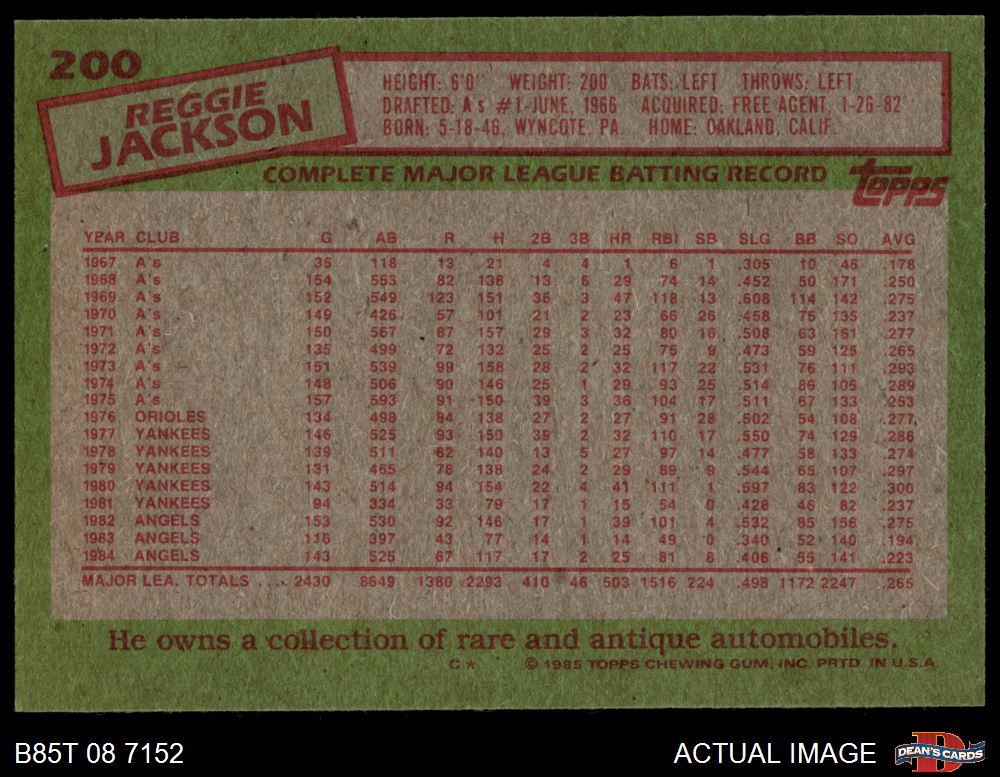 200
REGGIE
JACKSON
HEIGHT: 6'0" WEIGHT: 200 BATS: LEFT THROWS: LEFT
DRAFTED: A's #1-JUNE, 1966 ACQUIRED: FREE AGENT, 1-26-82
BORN: 5-18-46, WYNCOTE, PA. HOME: OAKLAND, CALIF.
COMPLETE MAJOR LEAGUE BATTING RECORD topps
YEAR CLUB G AB R H 2B 3B HR RBI SB SLG BB SO AVG
1967 A's 35 118 13 21 4 4 1 6 1 .305 10 46 .178
1968 A's 154 553 82 138 13 6 29 74 14 .452 50 171 .250
1969 A's 152 549 123 151 36 3 47 118 13 .608 114 142 .275
1970 A's 149 426 57 101 21 2 23 66 26 .458 75 135 .237
1971 A's 150 567 87 157 29 3 32 80 16 .508 63 161 .277
1972 A's 135 499 72 132 25 2 25 75 9 .473 59 125 .265
1973 A's 151 539 99 158 28 2 32 117 22 .531 76 111 .293
1974 A's 148 506 90 146 25 1 29 93 25 .514 86 105 .289
1975 A's 157 593 91 150 39 3 36 104 17 .511 67 133 .253
1976 ORIOLES 134 498 84 138 27 2 27 91 28 .502 54 108 .277
1977 YANKEES 146 525 93 150 39 2 32 110 17 .550 74 129 .286
1978 YANKEES 139 511 82 140 13 5 27 97 14 .477 58 133 .274
1979 YANKEES 131 465 78 138 24 2 29 89 9 .544 65 107 .297
1980 YANKEES 143 514 94 154 22 4 41 111 1 .597 83 122 .300
1981 YANKEES 94 334 33 79 17 1 15 54 0 .428 46 82 .237
1982 ANGELS 153 530 92 146 17 1 39 101 4 .532 85 156 .275
1983 ANGELS 116 397 43 77 14 1 14 49 0 .340 52 140 .194
1984 ANGELS 143 525 67 117 17 2 25 81 8 .406 55 141 .223
MAJOR LEA. TOTALS .... 2430 8649 1380 2293 410 46 503 1516 224 .498 1172 2247 .265
He owns a collection of rare and antique automobiles.
C * © 1985 TOPPS CHEWING GUM, INC. PRTD. IN U.S.A.
B85T 08 7152 ACTUAL IMAGE D DEAN'S CARDS